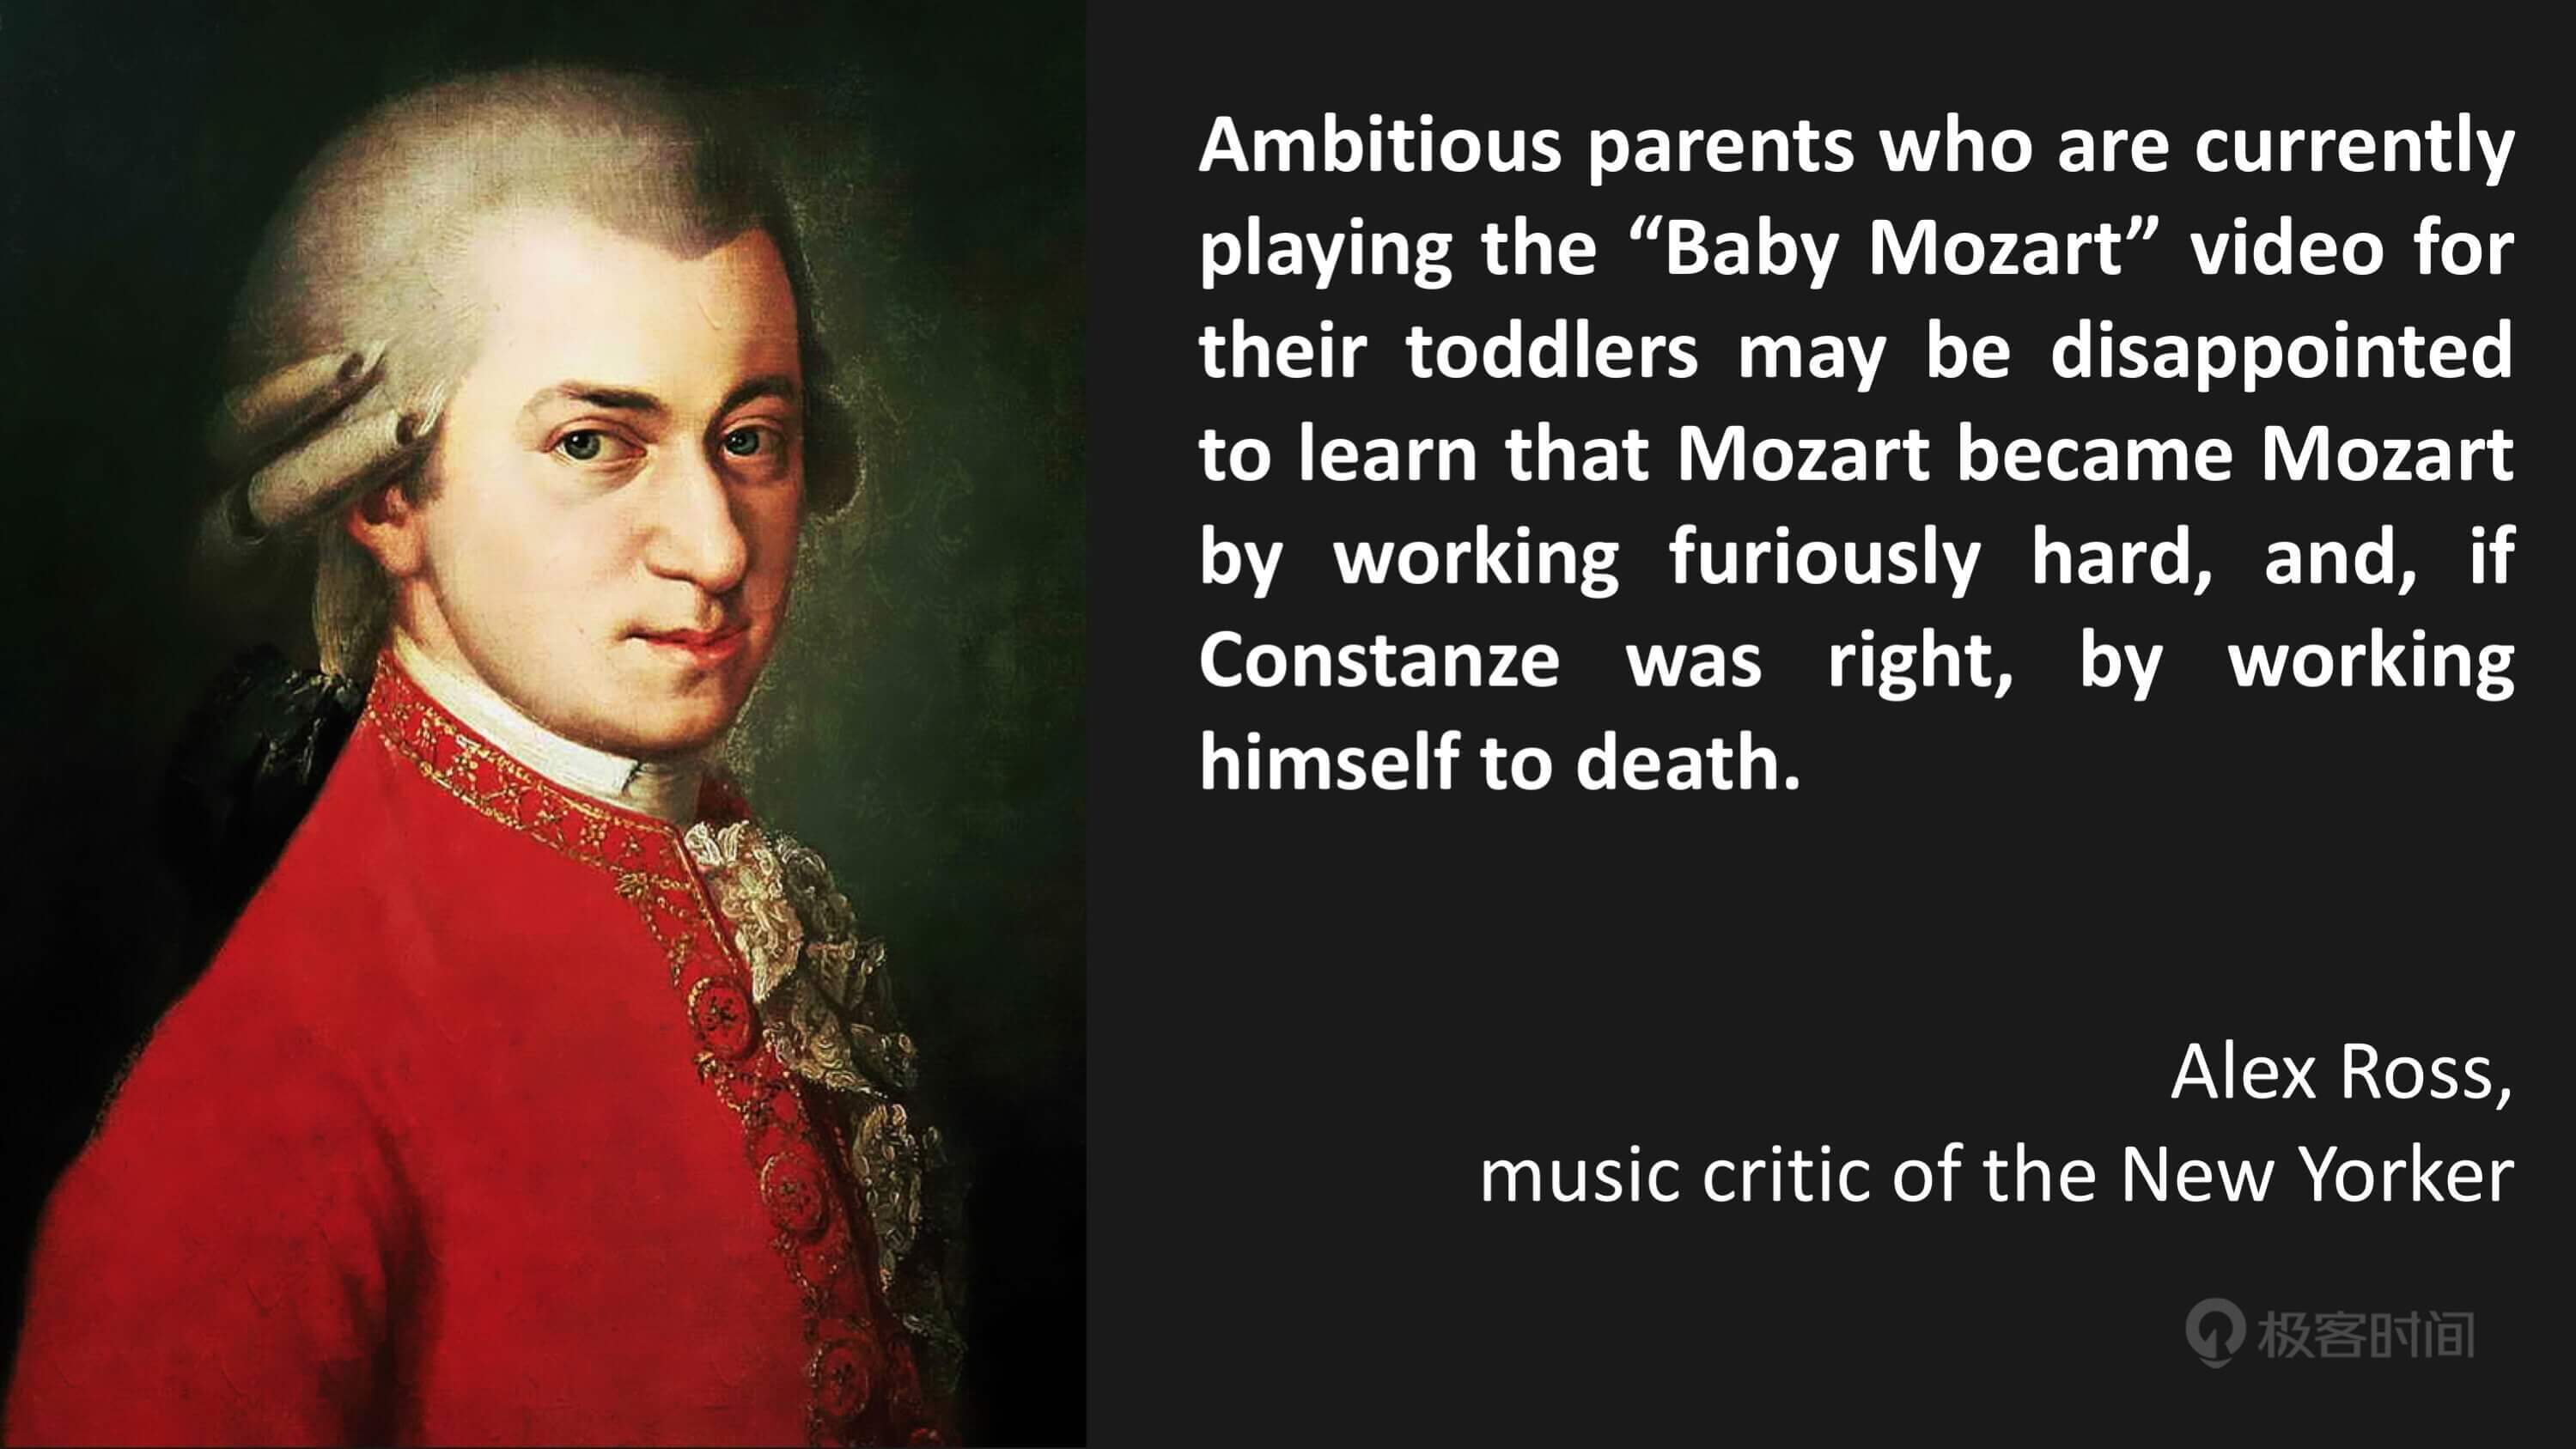 Ambitious parents who are currently
playing the “Baby Mozart” video for
their toddlers may be disappointed
to learn that Mozart became Mozart
by working furiously hard, and, if
Constanze was right, by working
himself to death.
Alex Ross,
music critic of the New Yorker
极客时间